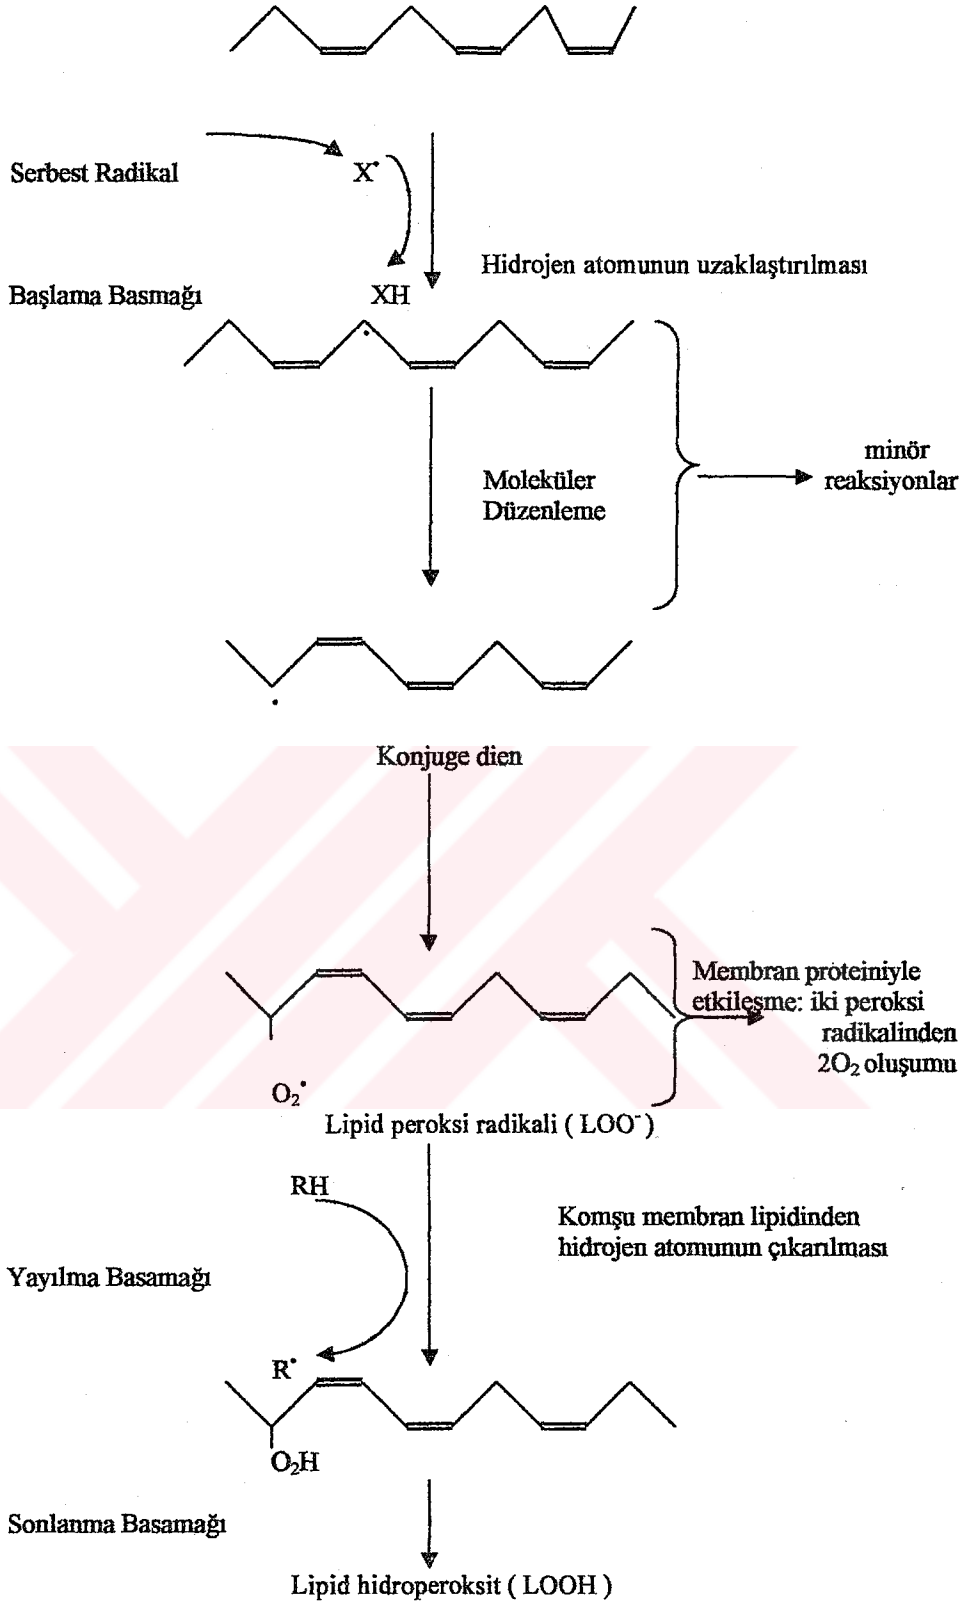 Serbest Radikal
X•
Hidrojen atomunun uzaklaştırılması
Başlama Basmağı
XH
minör
reaksiyonlar
Moleküler
Düzenleme
Konjuge dien
Membran proteiniyle
etkileşme: iki peroksi
radikalinden
2O₂ oluşumu
O₂•
Lipid peroksi radikali ( LOO⁻ )
RH
Komşu membran lipidinden
hidrojen atomunun çıkarılması
Yayılma Basamağı
R•
O₂H
Sonlanma Basamağı
Lipid hidroperoksit ( LOOH )